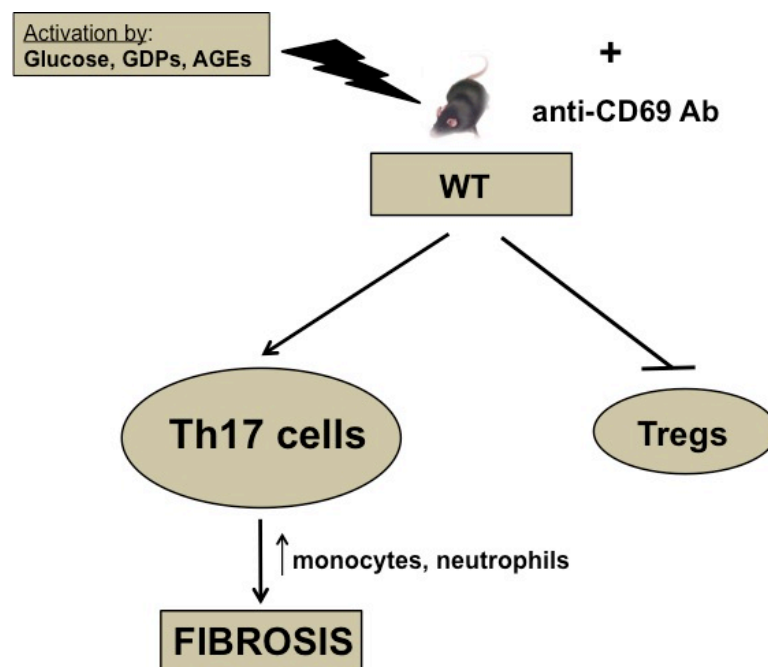 Activation by:
Glucose, GDPs, AGEs
+
anti-CD69 Ab
WT
Th17 cells
Tregs
monocytes, neutrophils
FIBROSIS